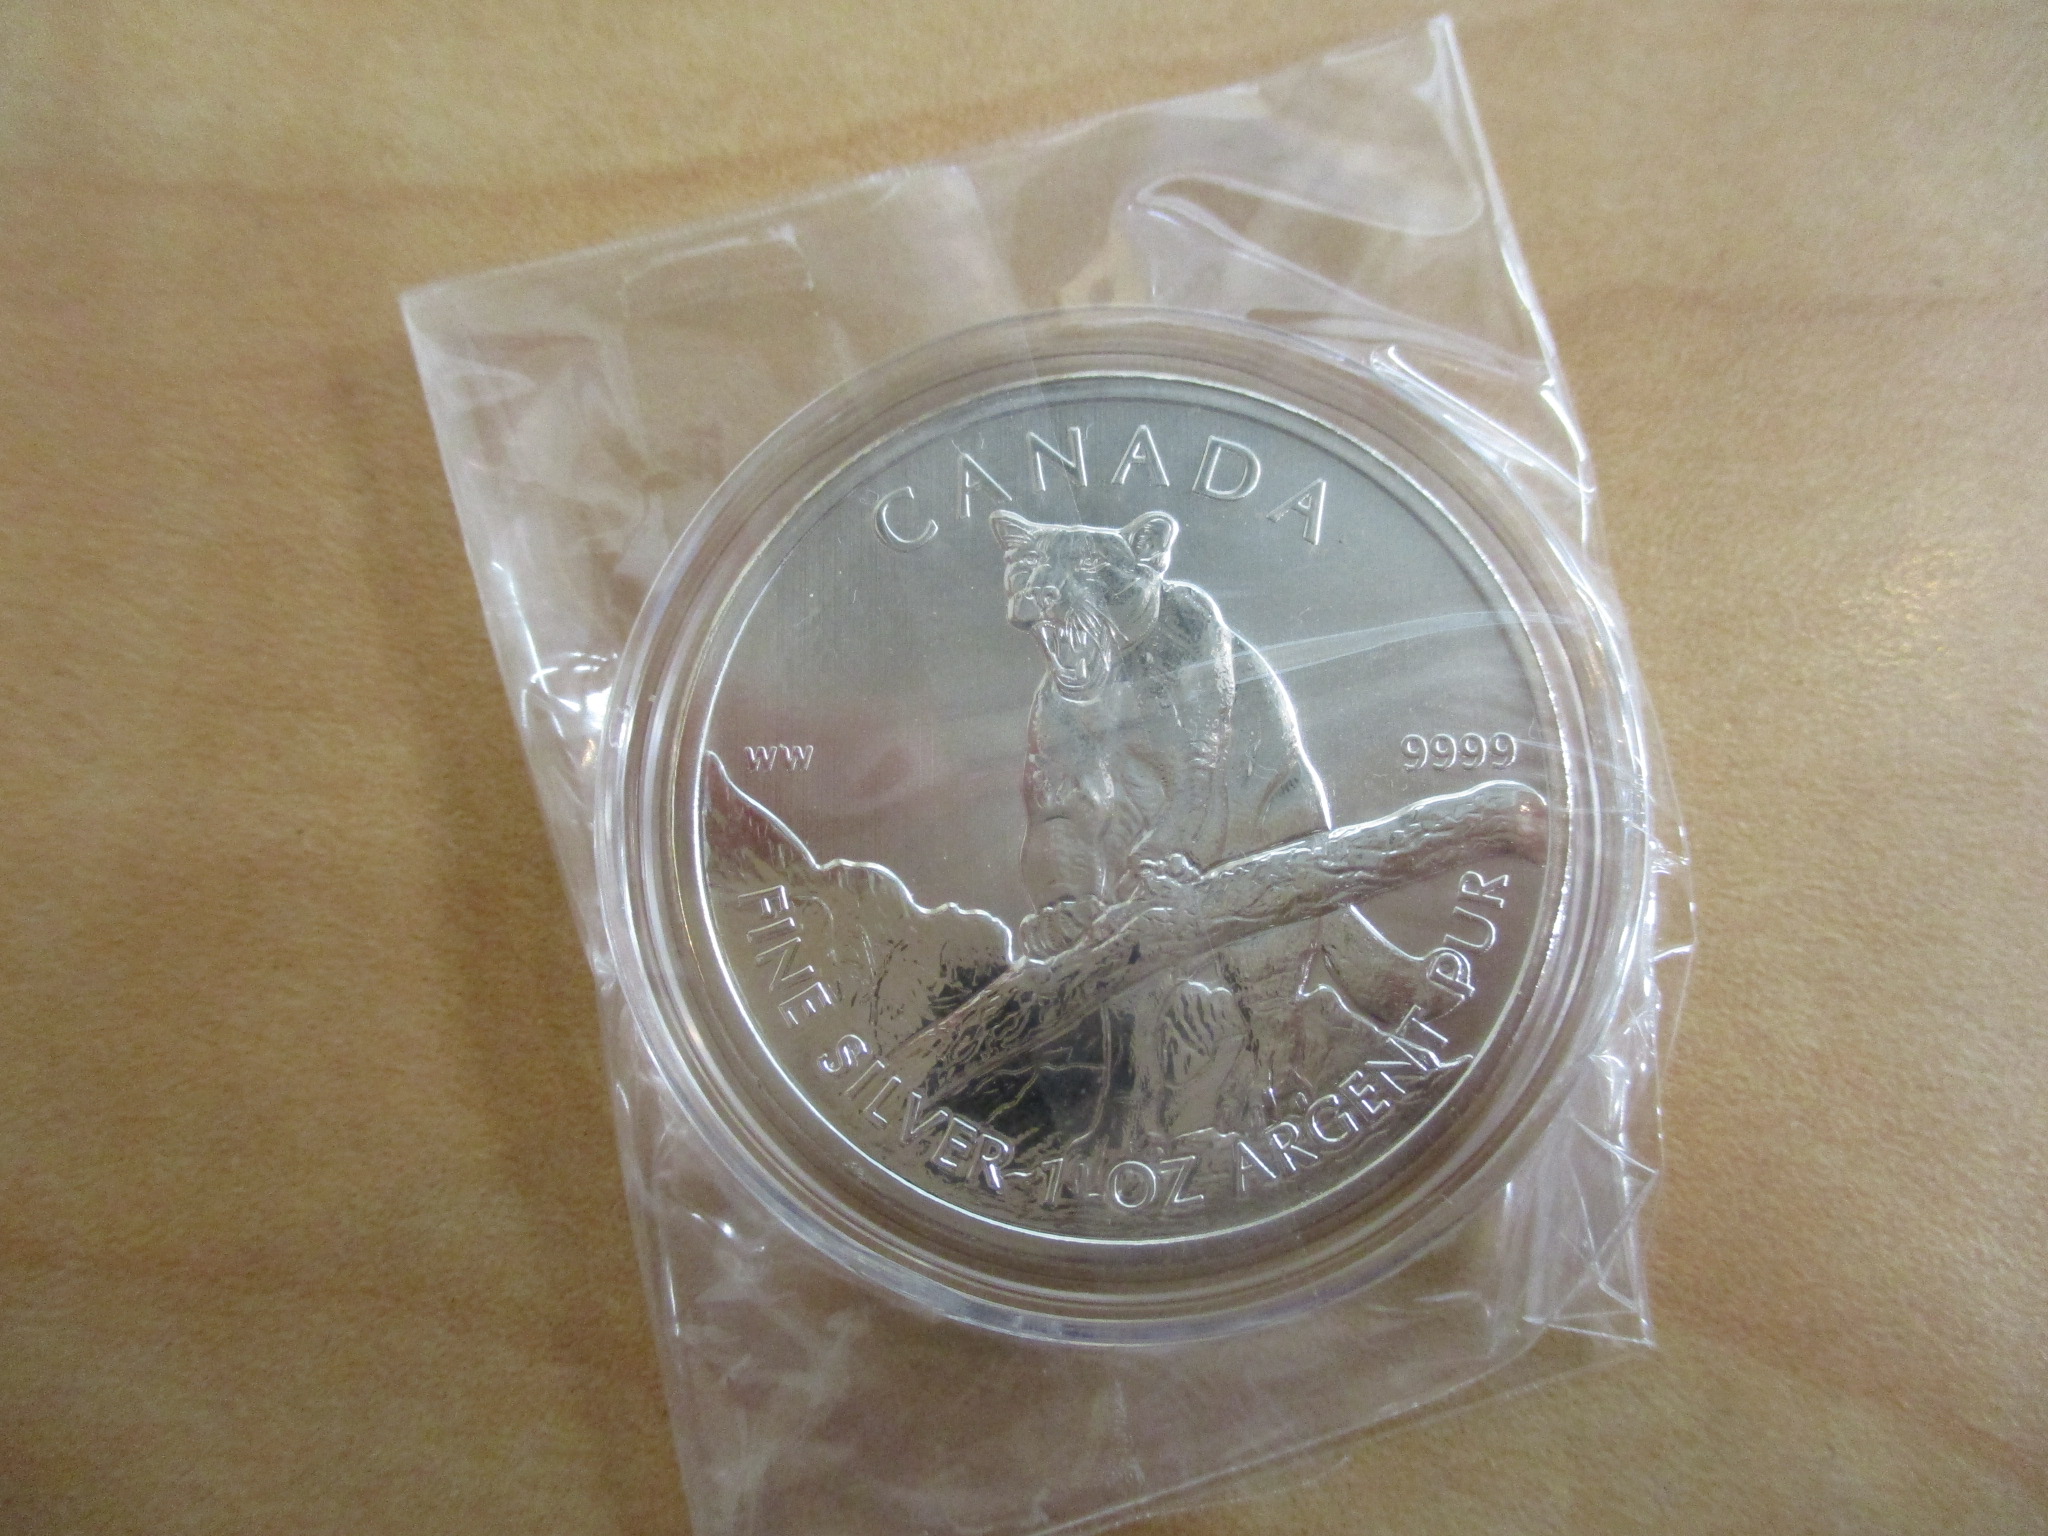 CANADA
WW
9999
FINE SILVER 1 OZ ARGENT PUR